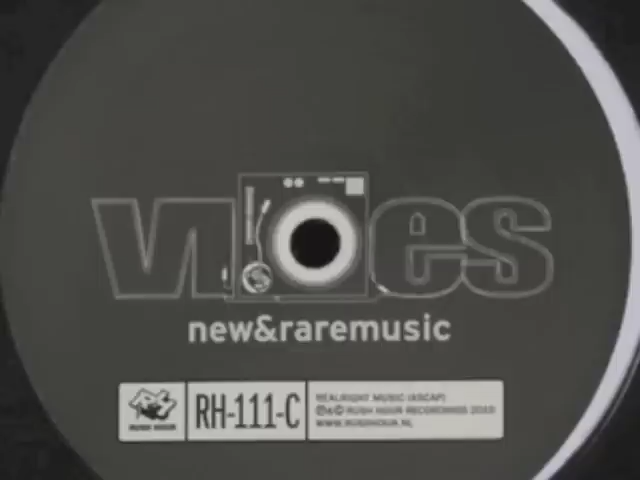 vibes
new&raremusic
RUSH HOUR
RH-111-C
REALRIGHT MUSIC (ASCAP)
℗&© RUSH HOUR RECORDINGS 2010
WWW.RUSHHOUR.NL